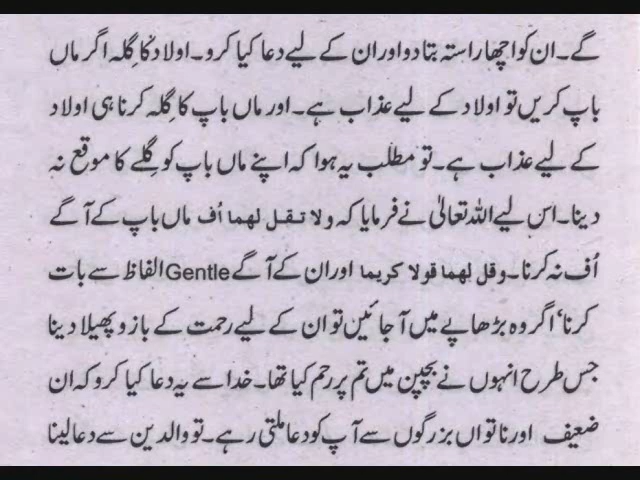 گے۔ ان کو اچھا راستہ بتا دو اور ان کے لیے دعا کیا کرو۔ اولاد کا گِلہ اگر ماں
باپ کریں تو اولاد کے لیے عذاب ہے۔ اور ماں باپ کا گِلہ کرنا ہی اولاد
کے لیے عذاب ہے۔ تو مطلب یہ ہوا کہ اپنے ماں باپ کو گِلے کا موقع نہ
دینا۔ اس لیے اللہ تعالیٰ نے فرمایا کہ ولا تقل لهما اُف ماں باپ کے آگے
اُف نہ کرنا۔ وقل لهما قولا كريما اور ان کے آگے Gentle الفاظ سے بات
کرنا‘ اگر وہ بڑھاپے میں آ جائیں تو ان کے لیے رحمت کے بازو پھیلا دینا
جس طرح انہوں نے بچپن میں تم پر رحم کیا تھا۔ خدا سے یہ دعا کیا کرو کہ ان
ضعیف اور ناتواں بزرگوں سے آپ کو دعا ملتی رہے۔ تو والدین سے دعا لینا